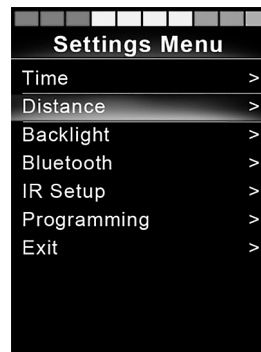 Settings Menu
Time >
Distance >
Backlight >
Bluetooth >
IR Setup >
Programming >
Exit >